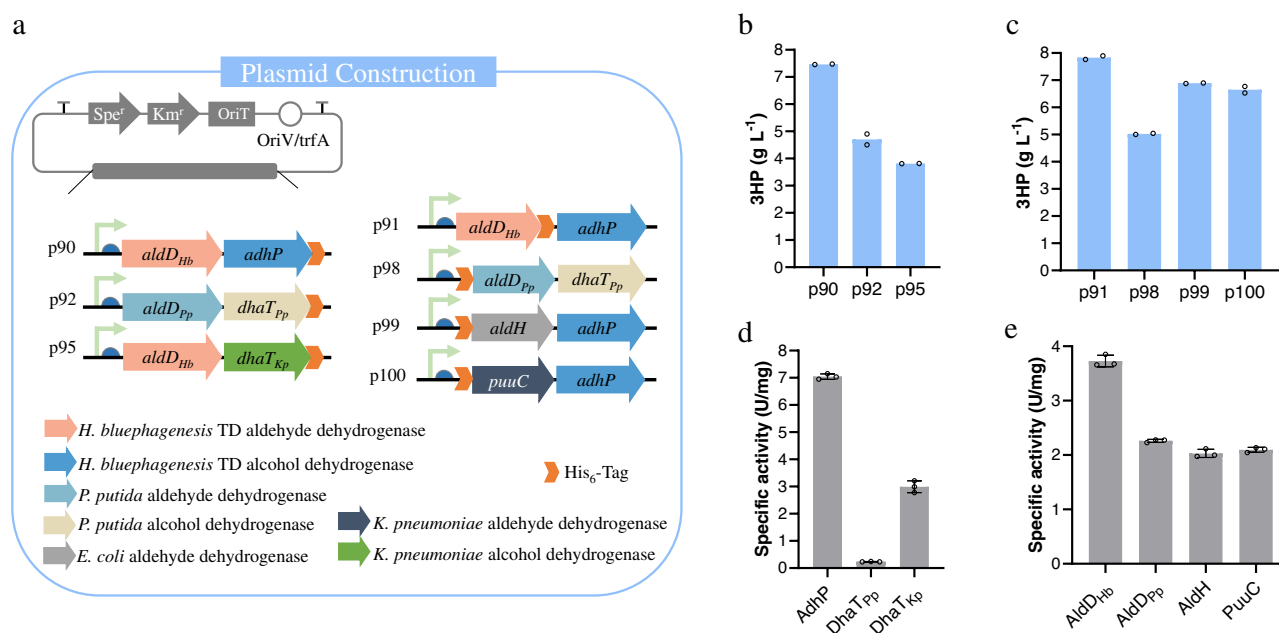 a
Plasmid Construction
Speʳ
Kmʳ
OriT
OriV/trfA
p90
aldD_Hb
adhP
p92
aldD_Pp
dhaT_Pp
p95
aldD_Hb
dhaT_Kp
p91
aldD_Hb
adhP
p98
aldD_Pp
dhaT_Pp
p99
aldH
adhP
p100
puuC
adhP
H. bluephagenesis TD aldehyde dehydrogenase
H. bluephagenesis TD alcohol dehydrogenase
P. putida aldehyde dehydrogenase
P. putida alcohol dehydrogenase
E. coli aldehyde dehydrogenase
His₆-Tag
K. pneumoniae aldehyde dehydrogenase
K. pneumoniae alcohol dehydrogenase
b
3HP (g L⁻¹)
8
7
6
5
4
3
2
1
0
p90 p92 p95
c
3HP (g L⁻¹)
8
7
6
5
4
3
2
1
0
p91 p98 p99 p100
d
Specific activity (U/mg)
8
7
6
5
4
3
2
1
0
AdhP
DhaT_Pp
DhaT_Kp
e
Specific activity (U/mg)
4
3
2
1
0
AldD_Hb
AldD_Pp
AldH
PuuC